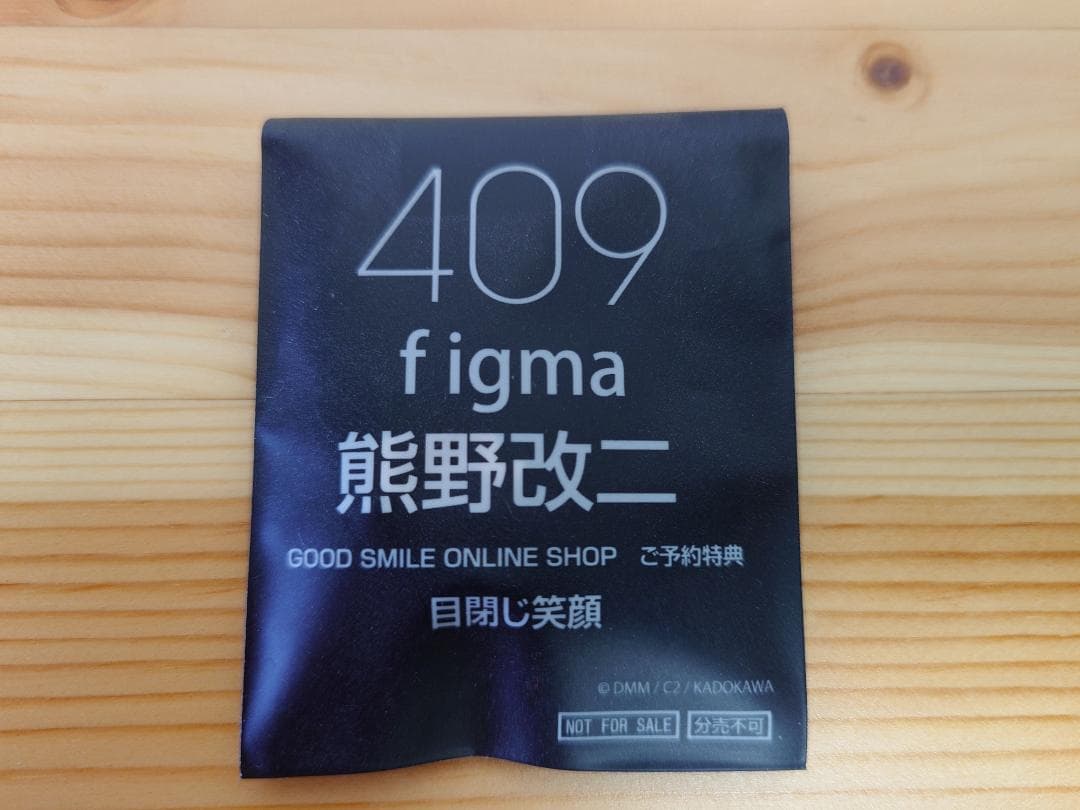 409
figma
熊野改二
GOOD SMILE ONLINE SHOP ご予約特典
目閉じ笑顔
© DMM / C2 / KADOKAWA
NOT FOR SALE 分売不可